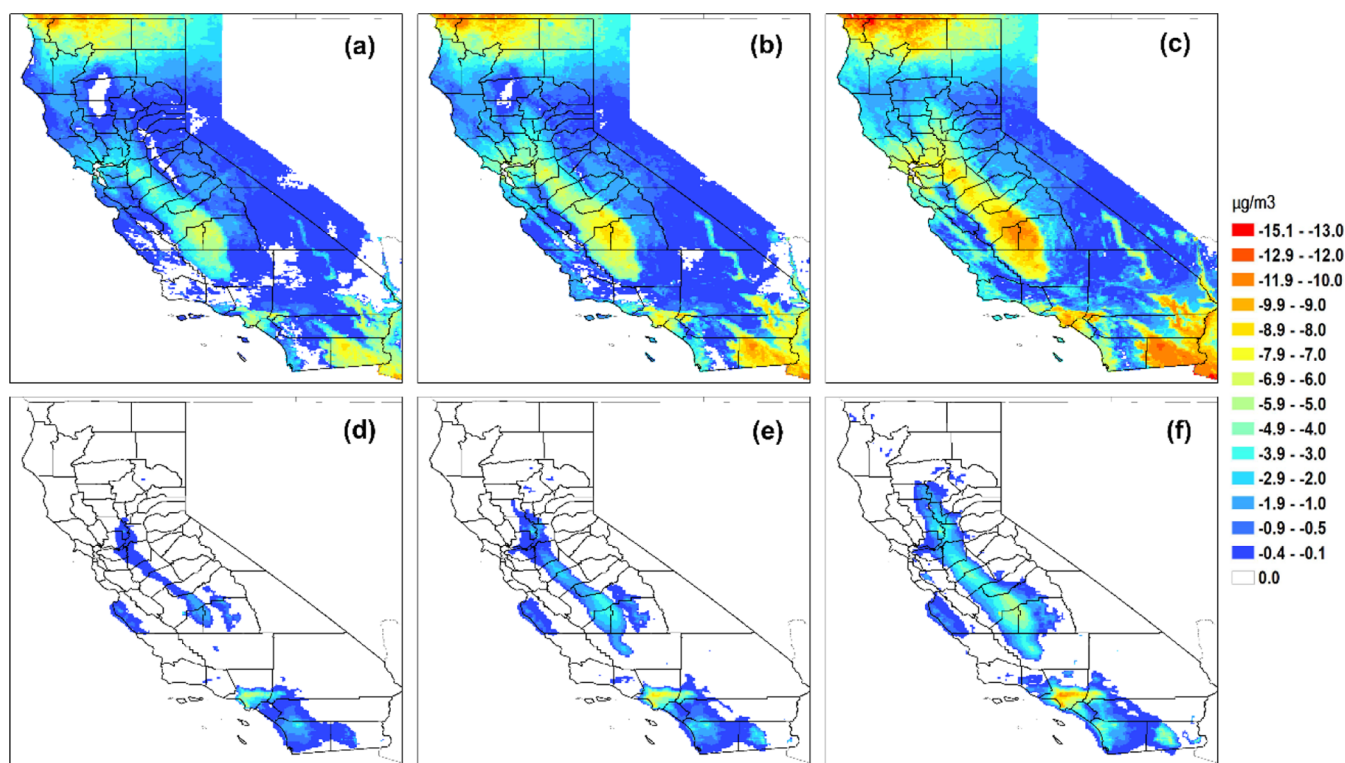 (a)
(b)
(c)
µg/m3
-15.1 - -13.0
-12.9 - -12.0
-11.9 - -10.0
-9.9 - -9.0
-8.9 - -8.0
-7.9 - -7.0
-6.9 - -6.0
-5.9 - -5.0
-4.9 - -4.0
-3.9 - -3.0
-2.9 - -2.0
-1.9 - -1.0
-0.9 - -0.5
-0.4 - -0.1
0.0
(d)
(e)
(f)